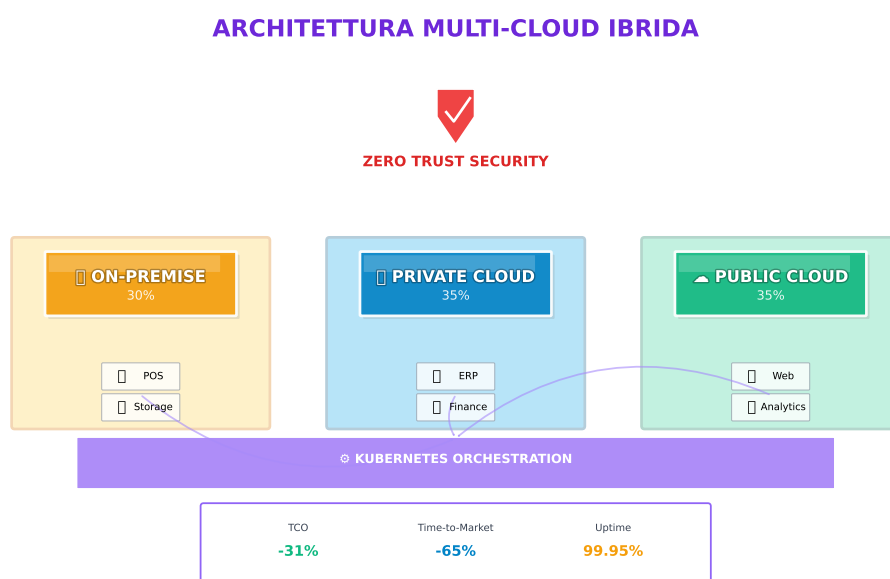 ARCHITETTURA MULTI-CLOUD IBRIDA
ZERO TRUST SECURITY
ON-PREMISE
30%
PRIVATE CLOUD
35%
☁ PUBLIC CLOUD
35%
POS
Storage
ERP
Finance
Web
Analytics
⚙ KUBERNETES ORCHESTRATION
TCO
-31%
Time-to-Market
-65%
Uptime
99.95%